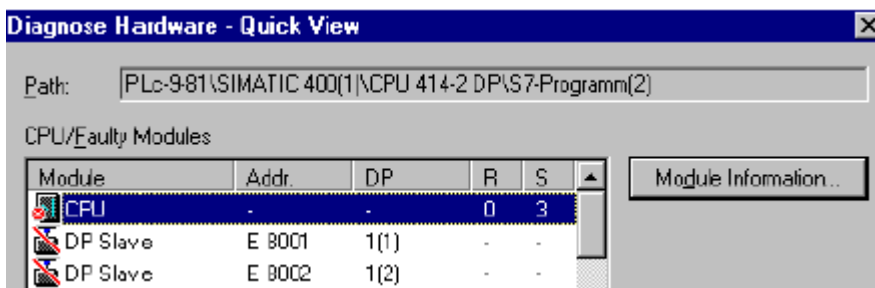 Diagnose Hardware - Quick View
Path: PLc-9-81\SIMATIC 400(1)\CPU 414-2 DP\S7-Programm(2)
CPU/Faulty Modules
Module Addr. DP R S Module Information...
CPU - - 0 3
DP Slave E 8001 1(1) - -
DP Slave E 8002 1(2) - -